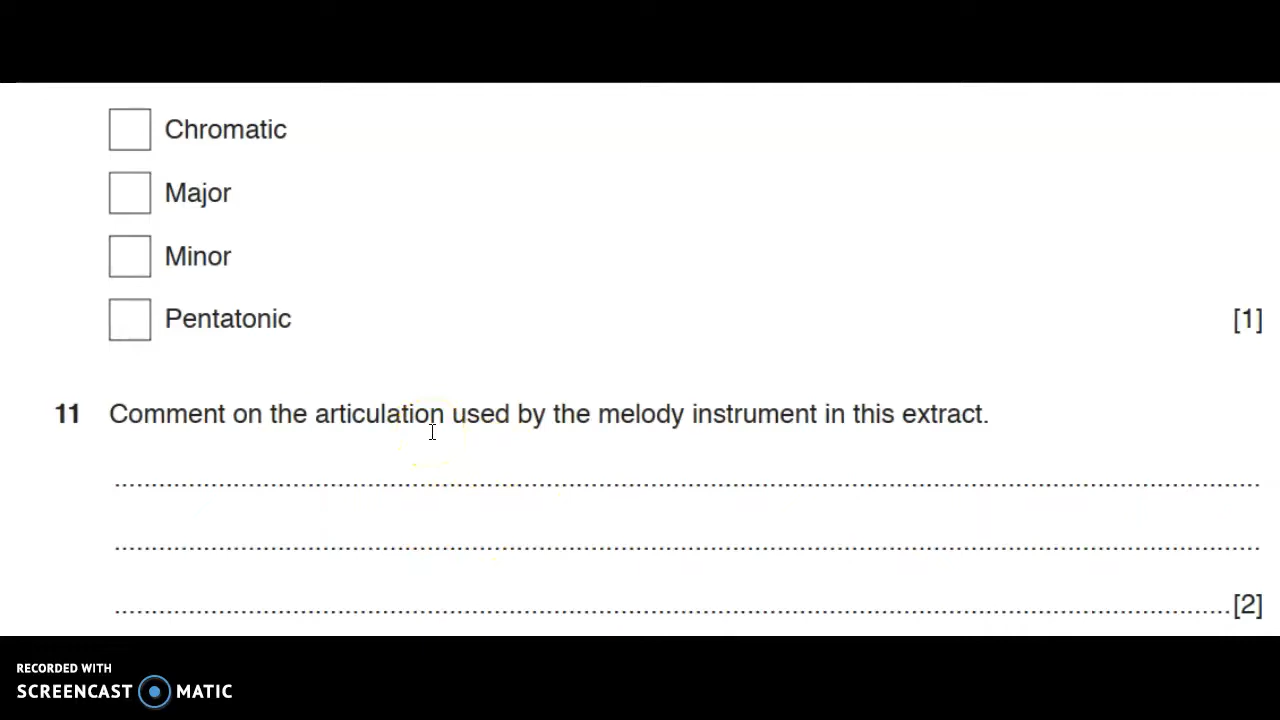 Chromatic
Major
Minor
Pentatonic [1]
11 Comment on the articulation used by the melody instrument in this extract.
..........................................................................................
..........................................................................................
..........................................................................................[2]
RECORDED WITH
SCREENCAST MATIC